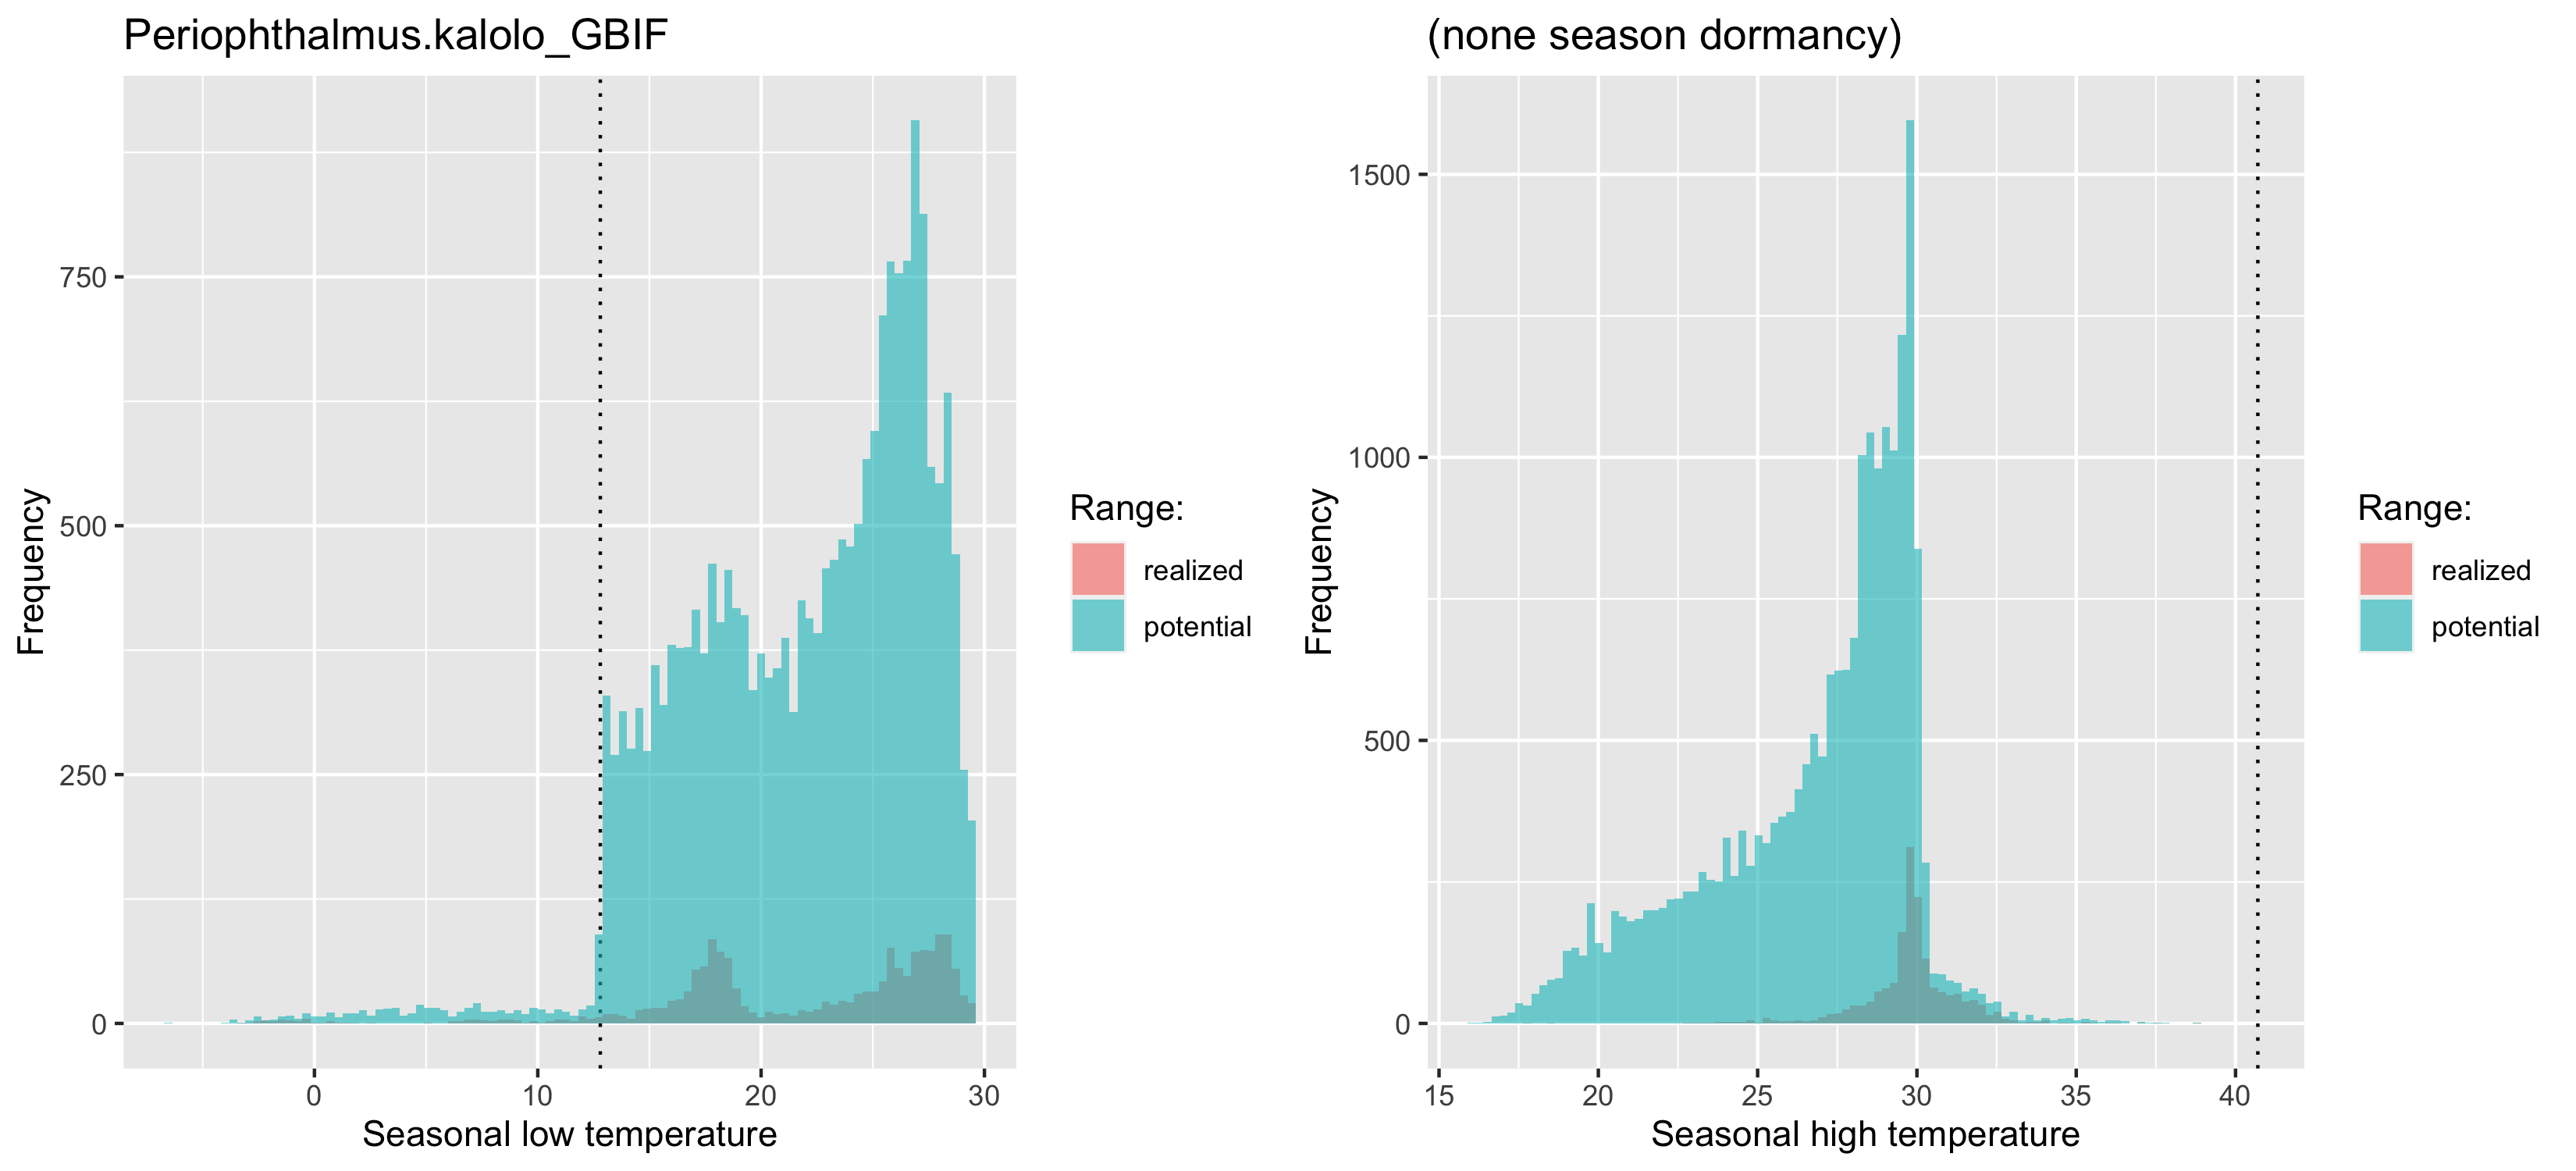 Periophthalmus.kalolo_GBIF
Frequency
750
500
250
0
0
10
20
30
Seasonal low temperature
Range:
realized
potential
(none season dormancy)
Frequency
1500
1000
500
0
15
20
25
30
35
40
Seasonal high temperature
Range:
realized
potential